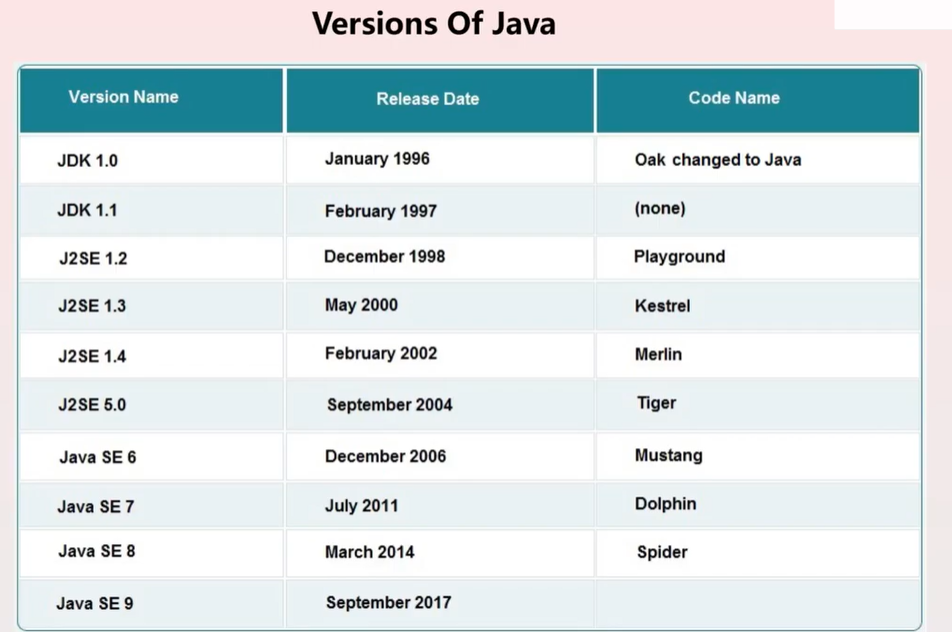 Versions Of Java
Version Name Release Date Code Name
JDK 1.0 January 1996 Oak changed to Java
JDK 1.1 February 1997 (none)
J2SE 1.2 December 1998 Playground
J2SE 1.3 May 2000 Kestrel
J2SE 1.4 February 2002 Merlin
J2SE 5.0 September 2004 Tiger
Java SE 6 December 2006 Mustang
Java SE 7 July 2011 Dolphin
Java SE 8 March 2014 Spider
Java SE 9 September 2017